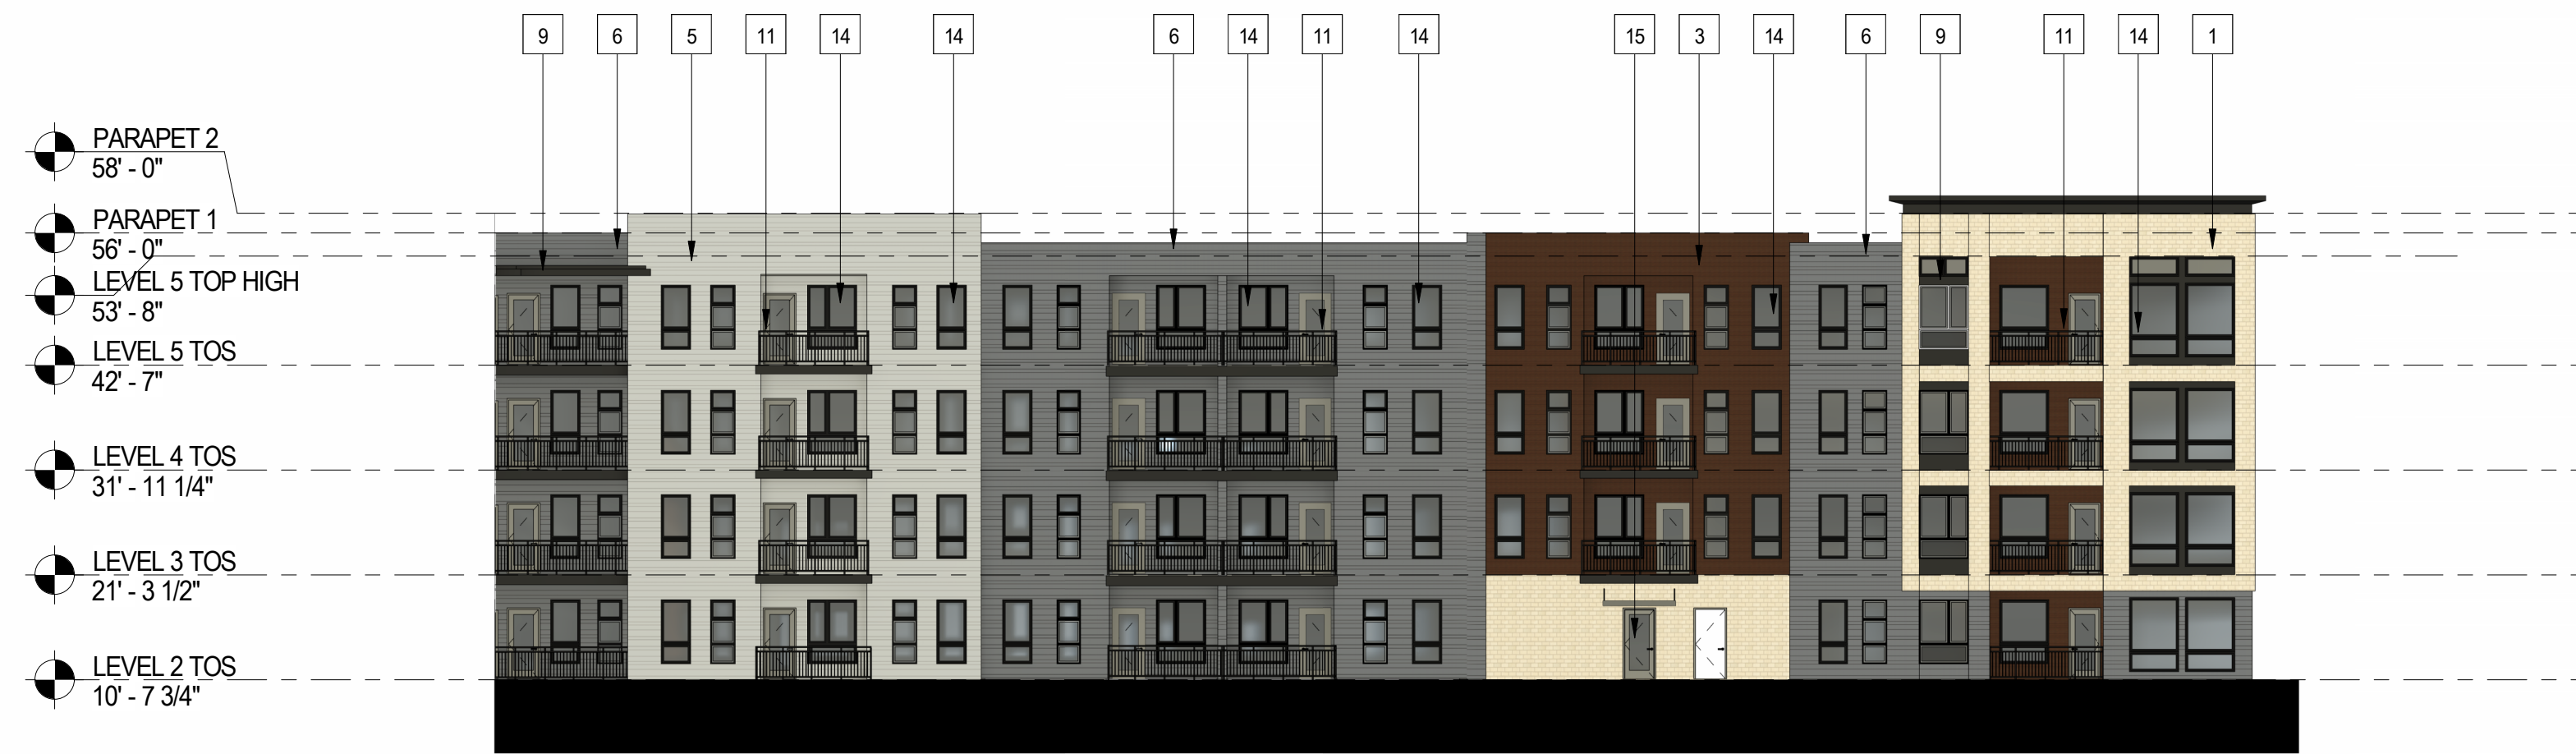 9 6 5 11 14 14 6 14 11 14 15 3 14 6 9 11 14 1
PARAPET 2
58' - 0"
PARAPET 1
56' - 0"
LEVEL 5 TOP HIGH
53' - 8"
LEVEL 5 TOS
42' - 7"
LEVEL 4 TOS
31' - 11 1/4"
LEVEL 3 TOS
21' - 3 1/2"
LEVEL 2 TOS
10' - 7 3/4"